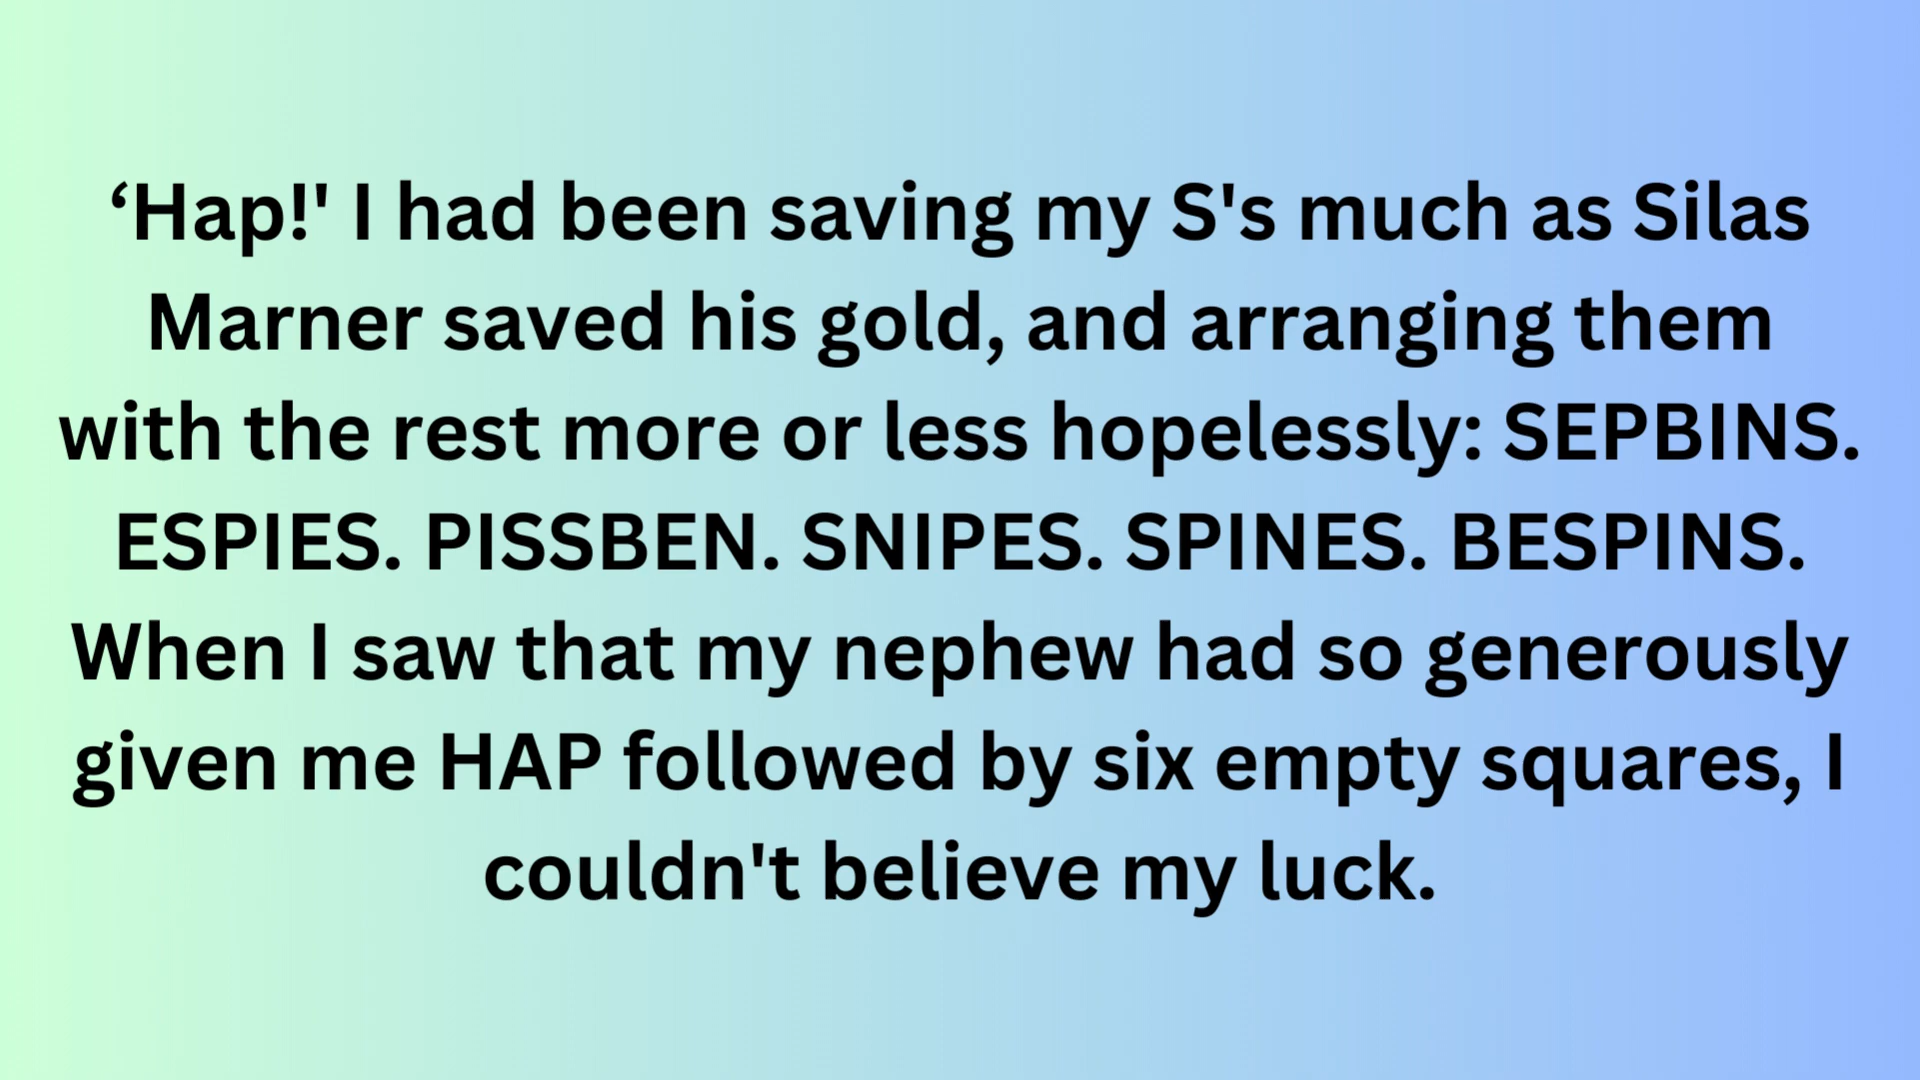 ‘Hap!' I had been saving my S's much as Silas
Marner saved his gold, and arranging them
with the rest more or less hopelessly: SEPBINS.
ESPIES. PISSBEN. SNIPES. SPINES. BESPINS.
When I saw that my nephew had so generously
given me HAP followed by six empty squares, I
couldn't believe my luck.